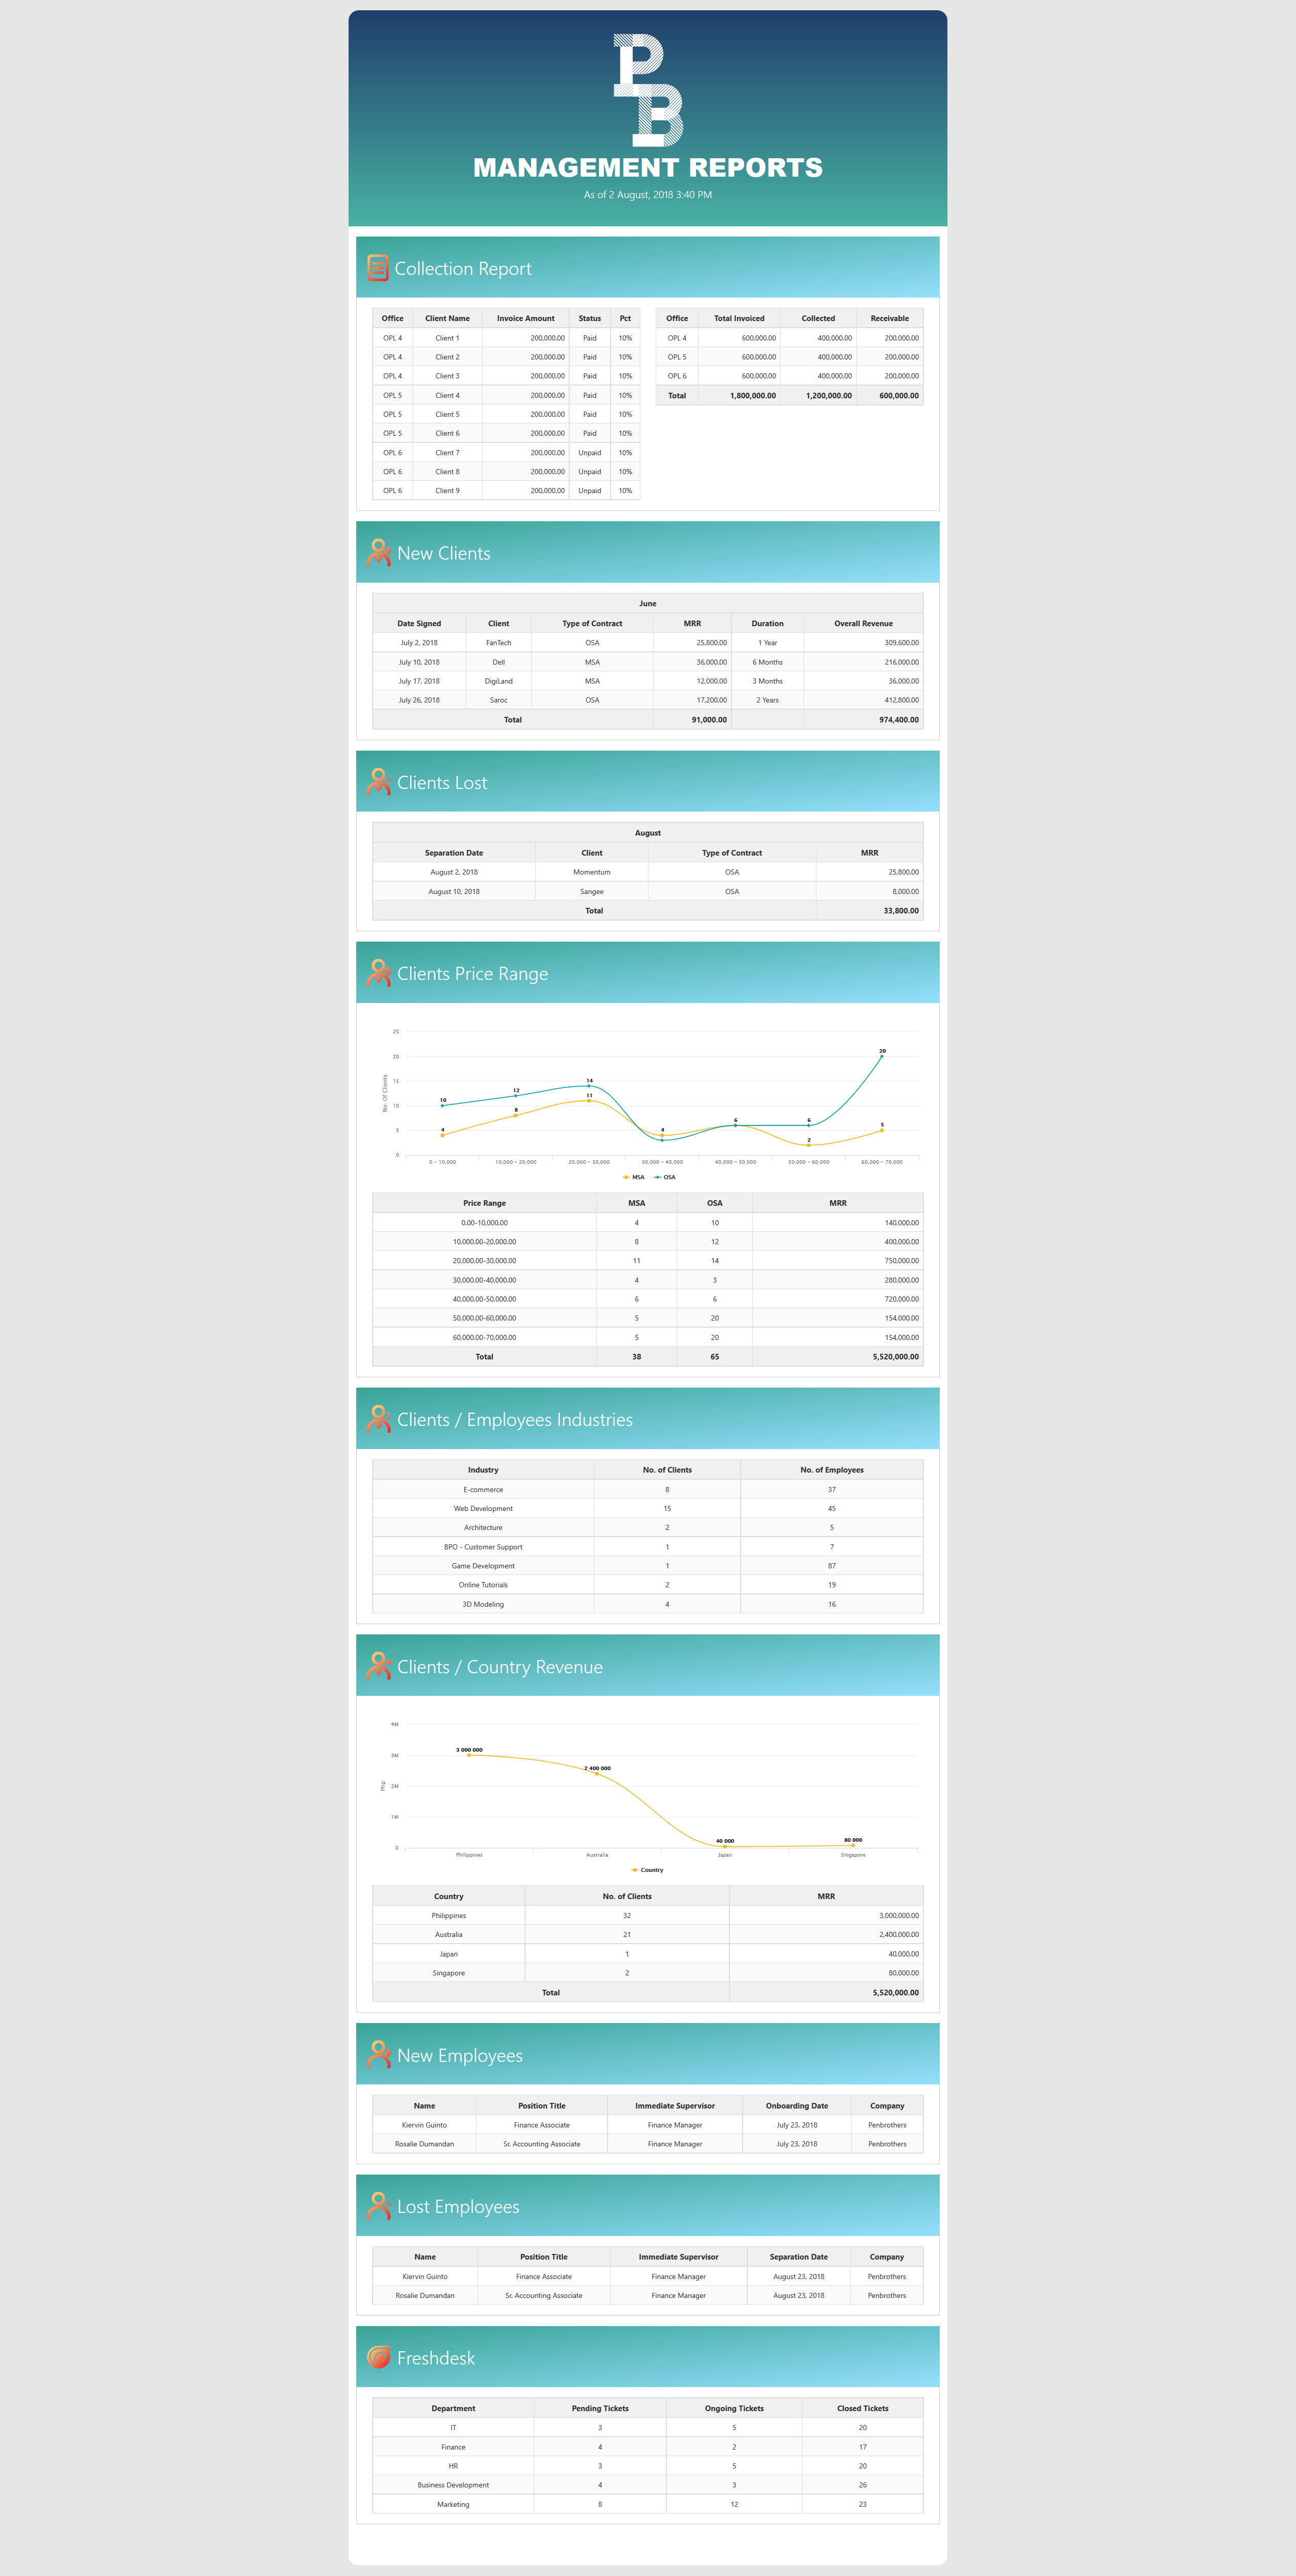 PB
MANAGEMENT REPORTS
As of 2 August, 2018 3:40 PM
Collection Report
Office Client Name Invoice Amount Status Pct
OPL 4 Client 1 200,000.00 Paid 10%
OPL 4 Client 2 200,000.00 Paid 10%
OPL 4 Client 3 200,000.00 Paid 10%
OPL 5 Client 4 200,000.00 Paid 10%
OPL 5 Client 5 200,000.00 Paid 10%
OPL 5 Client 6 200,000.00 Paid 10%
OPL 6 Client 7 200,000.00 Unpaid 10%
OPL 6 Client 8 200,000.00 Unpaid 10%
OPL 6 Client 9 200,000.00 Unpaid 10%
Office Total Invoiced Collected Receivable
OPL 4 600,000.00 400,000.00 200,000.00
OPL 5 600,000.00 400,000.00 200,000.00
OPL 6 600,000.00 400,000.00 200,000.00
Total 1,800,000.00 1,200,000.00 600,000.00
New Clients
June
Date Signed Client Type of Contract MRR Duration Overall Revenue
July 2, 2018 FanTech OSA 25,800.00 1 Year 309,600.00
July 10, 2018 Dell MSA 36,000.00 6 Months 216,000.00
July 17, 2018 DigiLand MSA 12,000.00 3 Months 36,000.00
July 26, 2018 Saroc OSA 17,200.00 2 Years 412,800.00
Total 91,000.00 974,400.00
Clients Lost
August
Separation Date Client Type of Contract MRR
August 2, 2018 Momentum OSA 25,800.00
August 10, 2018 Sangee OSA 8,000.00
Total 33,800.00
Clients Price Range
No. Of Clients
25
20
15
10
5
0
10 12 14 6 6 20
4 8 11 4 2 5
0 - 10,000 10,000 - 20,000 20,000 - 30,000 30,000 - 40,000 40,000 - 50,000 50,000 - 60,000 60,000 - 70,000
MSA OSA
Price Range MSA OSA MRR
0.00-10,000.00 4 10 140,000.00
10,000.00-20,000.00 8 12 400,000.00
20,000.00-30,000.00 11 14 750,000.00
30,000.00-40,000.00 4 3 280,000.00
40,000.00-50,000.00 6 6 720,000.00
50,000.00-60,000.00 5 20 154,000.00
60,000.00-70,000.00 5 20 154,000.00
Total 38 65 5,520,000.00
Clients / Employees Industries
Industry No. of Clients No. of Employees
E-commerce 8 37
Web Development 15 45
Architecture 2 5
BPO - Customer Support 1 7
Game Development 1 87
Online Tutorials 2 19
3D Modeling 4 16
Clients / Country Revenue
Php
4M
3M
2M
1M
0
3 000 000 2 400 000 40 000 80 000
Philippines Australia Japan Singapore
Country
Country No. of Clients MRR
Philippines 32 3,000,000.00
Australia 21 2,400,000.00
Japan 1 40,000.00
Singapore 2 80,000.00
Total 5,520,000.00
New Employees
Name Position Title Immediate Supervisor Onboarding Date Company
Kiervin Guinto Finance Associate Finance Manager July 23, 2018 Penbrothers
Rosalie Dumandan Sr. Accounting Associate Finance Manager July 23, 2018 Penbrothers
Lost Employees
Name Position Title Immediate Supervisor Separation Date Company
Kiervin Guinto Finance Associate Finance Manager August 23, 2018 Penbrothers
Rosalie Dumandan Sr. Accounting Associate Finance Manager August 23, 2018 Penbrothers
Freshdesk
Department Pending Tickets Ongoing Tickets Closed Tickets
IT 3 5 20
Finance 4 2 17
HR 3 5 20
Business Development 4 3 26
Marketing 8 12 23